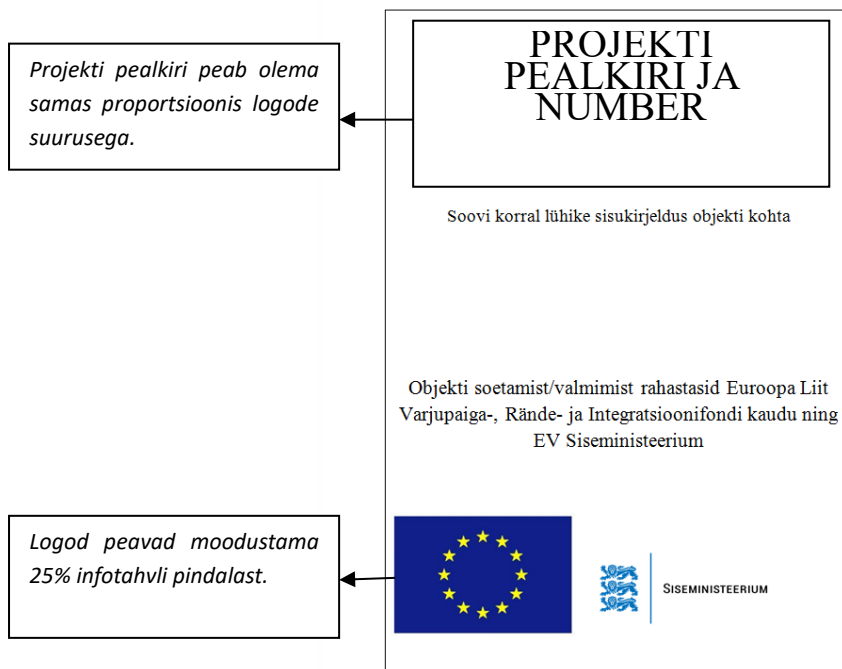 Projekti pealkiri peab olema
samas proportsioonis logode
suurusega.
PROJEKTI
PEALKIRI JA
NUMBER
Soovi korral lühike sisukirjeldus objekti kohta
Objekti soetamist/valmimist rahastasid Euroopa Liit
Varjupaiga-, Rände- ja Integratsioonifondi kaudu ning
EV Siseministeerium
Logod peavad moodustama
25% infotahvli pindalast.
SISEMINISTEERIUM